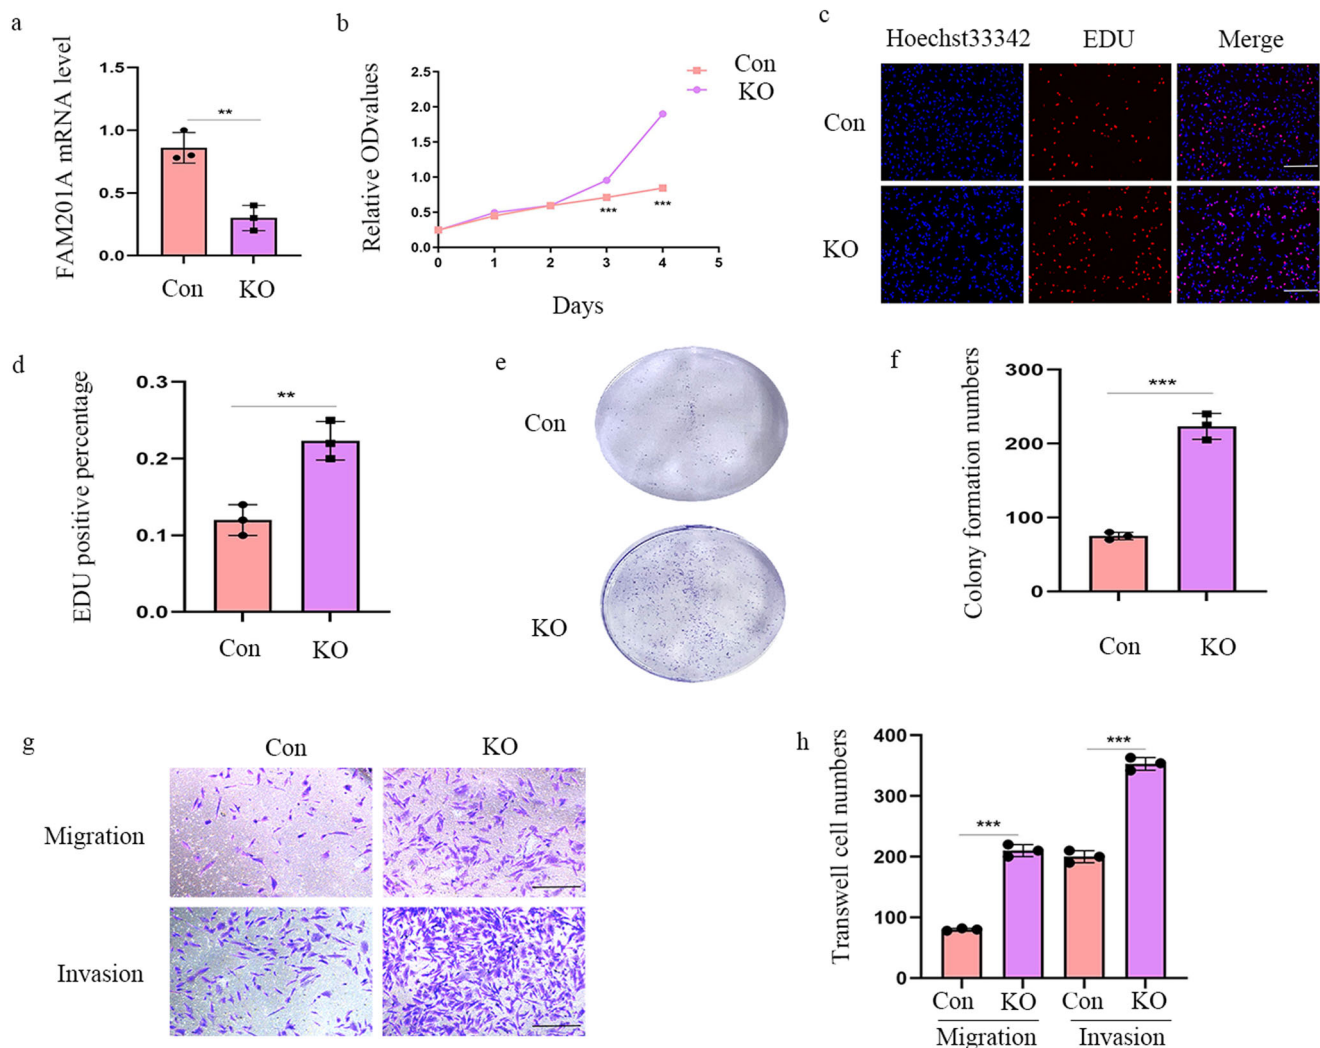 a
FAM201A mRNA level
1.5
1.0
0.5
0.0
**
Con
KO
b
Relative ODvalues
2.5
2.0
1.5
1.0
0.5
0.0
0
1
2
3
4
5
***
***
Days
Con
KO
c
Hoechst33342
EDU
Merge
Con
KO
d
EDU positive percentage
0.3
0.2
0.1
0.0
**
Con
KO
e
Con
KO
f
Colony formation numbers
300
200
100
0
***
Con
KO
g
Con
KO
Migration
Invasion
h
Transwell cell numbers
400
300
200
100
0
***
***
Con
KO
Con
KO
Migration
Invasion